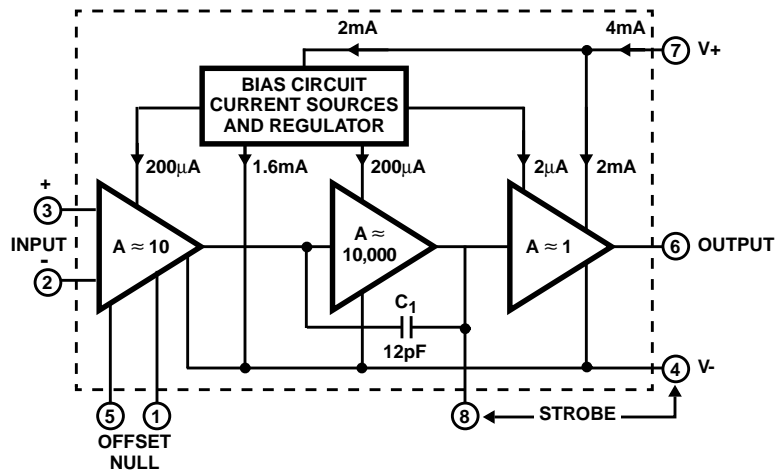 2mA
4mA
7 V+
BIAS CIRCUIT
CURRENT SOURCES
AND REGULATOR
200µA
1.6mA
200µA
2µA
2mA
+
3
INPUT
-
2
A ≈ 10
A ≈
10,000
A ≈ 1
6 OUTPUT
C1
12pF
4 V-
5
1
8
STROBE
OFFSET
NULL